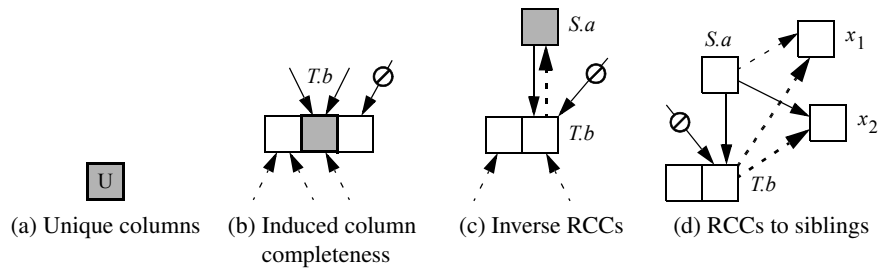 S.a
x1
S.a
T.b
x2
T.b
U
T.b
(a) Unique columns
(b) Induced column
completeness
(c) Inverse RCCs
(d) RCCs to siblings